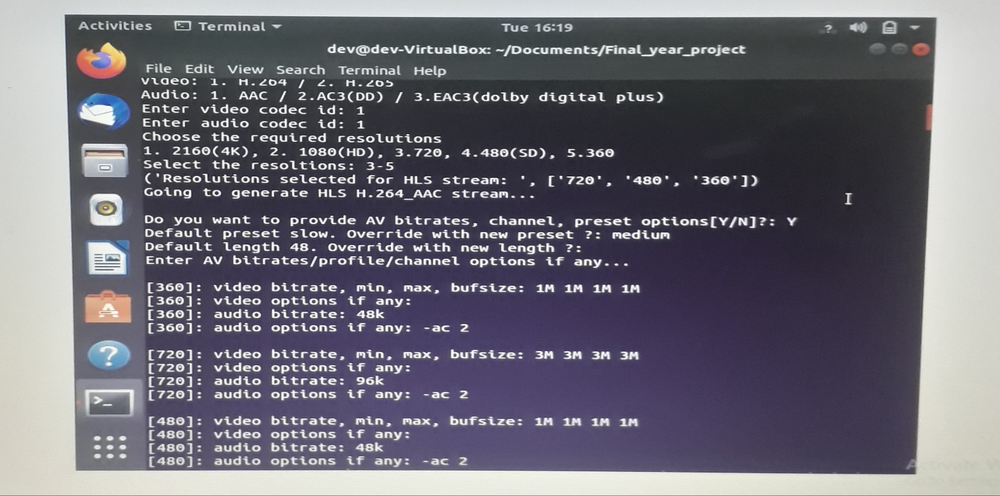 Activities Terminal Tue 16:19 ?
dev@dev-VirtualBox: ~/Documents/Final_year_project
File Edit View Search Terminal Help
Video: 1. H.264 / 2. H.265
Audio: 1. AAC / 2.AC3(DD) / 3.EAC3(dolby digital plus)
Enter video codec id: 1
Enter audio codec id: 1
Choose the required resolutions
1. 2160(4K), 2. 1080(HD), 3.720, 4.480(SD), 5.360
Select the resoltions: 3-5
('Resolutions selected for HLS stream: ', ['720', '480', '360'])
Going to generate HLS H.264_AAC stream...
Do you want to provide AV bitrates, channel, preset options[Y/N]?: Y
Default preset slow. Override with new preset ?: medium
Default length 48. Override with new length ?:
Enter AV bitrates/profile/channel options if any...
[360]: video bitrate, min, max, bufsize: 1M 1M 1M 1M
[360]: video options if any:
[360]: audio bitrate: 48k
[360]: audio options if any: -ac 2
[720]: video bitrate, min, max, bufsize: 3M 3M 3M 3M
[720]: video options if any:
[720]: audio bitrate: 96k
[720]: audio options if any: -ac 2
[480]: video bitrate, min, max, bufsize: 1M 1M 1M 1M
[480]: video options if any:
[480]: audio bitrate: 48k
[480]: audio options if any: -ac 2
Activate W